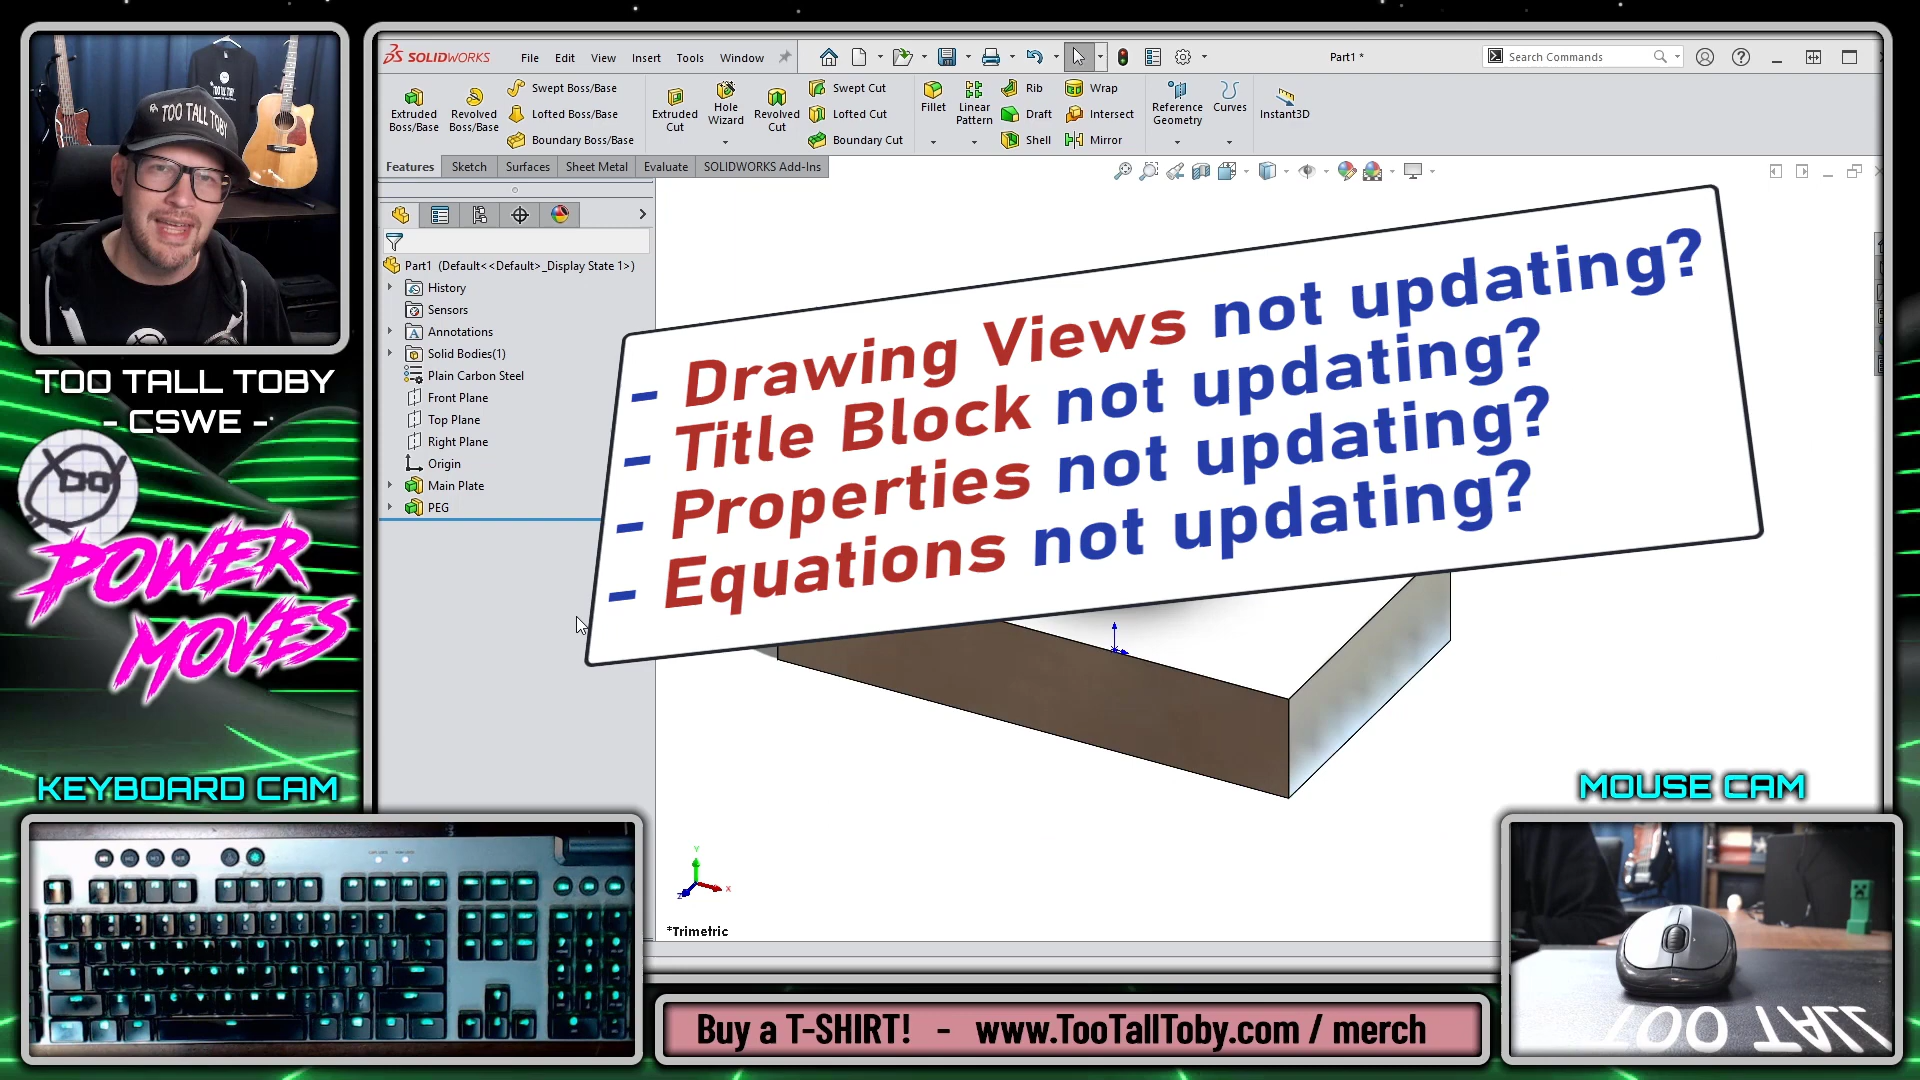 SOLIDWORKS File Edit View Insert Tools Window Part1 * Search Commands
Extruded Boss/Base
Revolved Boss/Base
Swept Boss/Base
Lofted Boss/Base
Boundary Boss/Base
Extruded Cut
Hole Wizard
Revolved Cut
Swept Cut
Lofted Cut
Boundary Cut
Fillet
Linear Pattern
Rib
Draft
Shell
Wrap
Intersect
Mirror
Reference Geometry
Curves
Instant3D
Features Sketch Surfaces Sheet Metal Evaluate SOLIDWORKS Add-Ins
Part1 (Default<<Default>_Display State 1>)
History
Sensors
Annotations
Solid Bodies(1)
Plain Carbon Steel
Front Plane
Top Plane
Right Plane
Origin
Main Plate
PEG
- Drawing Views not updating?
- Title Block not updating?
- Properties not updating?
- Equations not updating?
*Trimetric
TOO TALL TOBY
TOO TALL TOBY
- CSWE -
POWER
MOVES
KEYBOARD CAM
MOUSE CAM
TOO TALL
Buy a T-SHIRT! - www.TooTallToby.com / merch